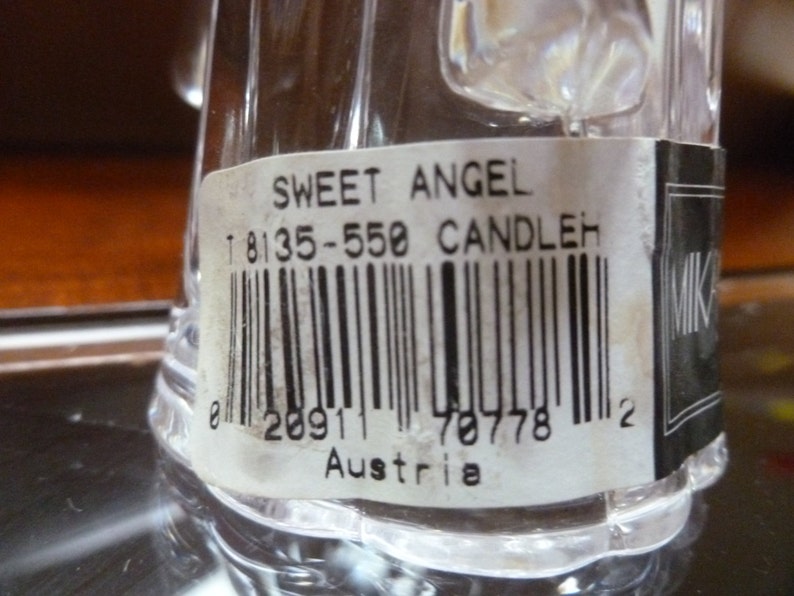 SWEET ANGEL
T 8135-550 CANDLEH
0 20911 70778 2
Austria